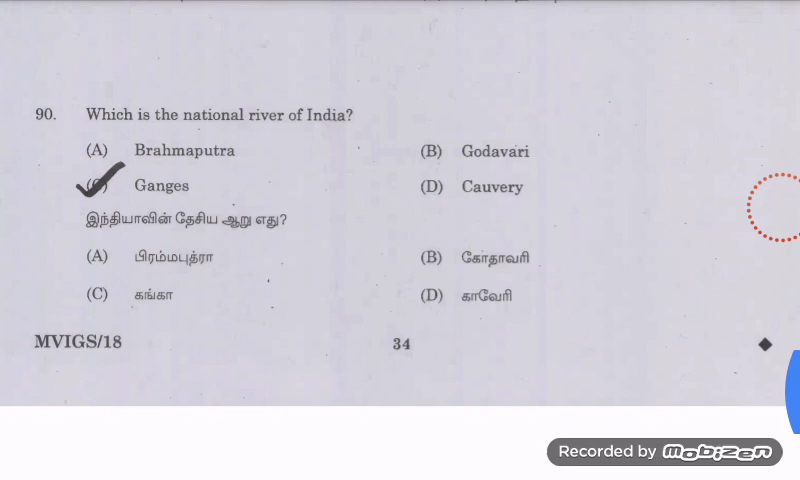 90. Which is the national river of India?
(A) Brahmaputra (B) Godavari
(C) Ganges (D) Cauvery
இந்தியாவின் தேசிய ஆறு எது?
(A) பிரம்மபுத்ரா (B) கோதாவரி
(C) கங்கா (D) காவேரி
MVIGS/18 34
Recorded by mobizen